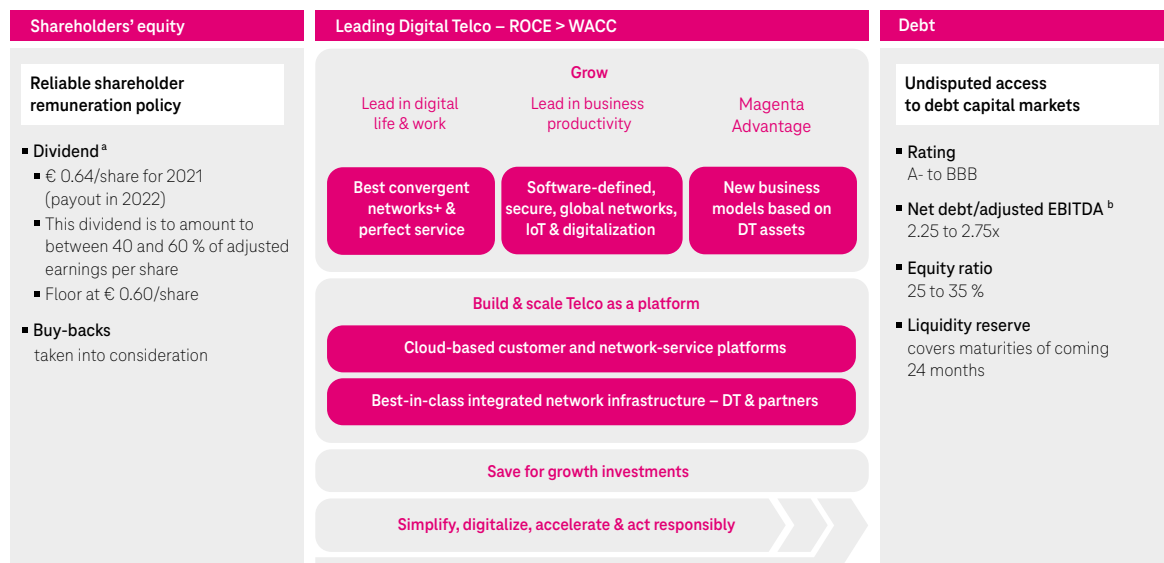 Shareholders’ equity
Reliable shareholder
remuneration policy
▪ Dividend a
▪ € 0.64/share for 2021
(payout in 2022)
▪ This dividend is to amount to
between 40 and 60 % of adjusted
earnings per share
▪ Floor at € 0.60/share
▪ Buy-backs
taken into consideration
Leading Digital Telco – ROCE > WACC
Grow
Lead in digital
life & work
Lead in business
productivity
Magenta
Advantage
Best convergent
networks+ &
perfect service
Software-defined,
secure, global networks,
IoT & digitalization
New business
models based on
DT assets
Build & scale Telco as a platform
Cloud-based customer and network-service platforms
Best-in-class integrated network infrastructure – DT & partners
Save for growth investments
Simplify, digitalize, accelerate & act responsibly
Debt
Undisputed access
to debt capital markets
▪ Rating
A- to BBB
▪ Net debt/adjusted EBITDA b
2.25 to 2.75x
▪ Equity ratio
25 to 35 %
▪ Liquidity reserve
covers maturities of coming
24 months